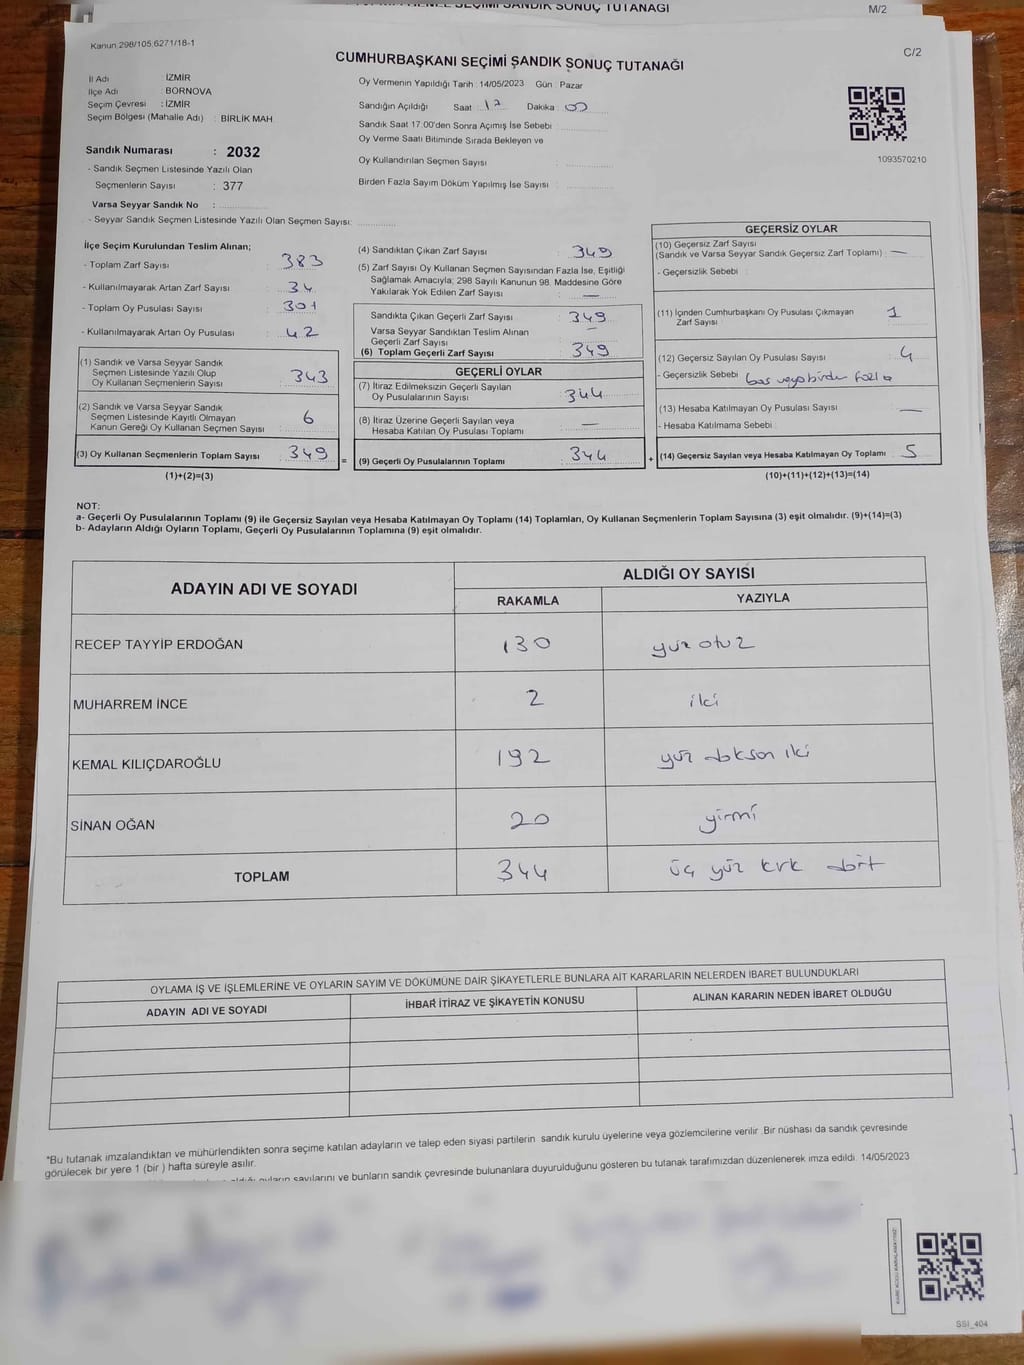 M/2
Kanun 298/105,6271/18-1
C/2
CUMHURBAŞKANI SEÇİMİ SANDIK SONUÇ TUTANAĞI
İl Adı İZMİR
İlçe Adı : BORNOVA
Seçim Çevresi : İZMİR
Seçim Bölgesi (Mahalle Adı) : BİRLİK MAH.
Oy Vermenin Yapıldığı Tarih : 14/05/2023 Gün : Pazar
Sandığın Açıldığı Saat : 17 Dakika : 00
Sandık Saat 17.00'den Sonra Açımış İse Sebebi :
Oy Verme Saatı Bitiminde Sırada Bekleyen ve
Oy Kullandırılan Seçmen Sayısı :
Birden Fazla Sayım Döküm Yapılmış İse Sayısı :
1093570210
Sandık Numarası : 2032
- Sandık Seçmen Listesinde Yazılı Olan
Seçmenlerin Sayısı : 377
Varsa Seyyar Sandık No :
- Seyyar Sandık Seçmen Listesinde Yazılı Olan Seçmen Sayısı:
İlçe Seçim Kurulundan Teslim Alınan;
- Toplam Zarf Sayısı : 383
- Kullanılmayarak Artan Zarf Sayısı : 34
- Toplam Oy Pusulası Sayısı :
- Kullanılmayarak Artan Oy Pusulası : 42
(1) Sandık ve Varsa Seyyar Sandık
Seçmen Listesinde Yazılı Olup
Oy Kullanan Seçmenlerin Sayısı : 343
(2) Sandık ve Varsa Seyyar Sandık
Seçmen Listesinde Kayıtlı Olmayan
Kanun Gereği Oy Kullanan Seçmen Sayısı : 6
(3) Oy Kullanan Seçmenlerin Toplam Sayısı : 349
(1)+(2)=(3)
(4) Sandıktan Çıkan Zarf Sayısı : 349
(5) Zarf Sayısı Oy Kullanan Seçmen Sayısından Fazla İse, Eşitliği
Sağlamak Amacıyla; 298 Sayılı Kanunun 98. Maddesine Göre
Yakılarak Yok Edilen Zarf Sayısı : —
Sandıkta Çıkan Geçerli Zarf Sayısı : 349
Varsa Seyyar Sandıktan Teslim Alınan
Geçerli Zarf Sayısı : —
(6) Toplam Geçerli Zarf Sayısı : 349
GEÇERLİ OYLAR
(7) İtiraz Edilmeksizin Geçerli Sayılan
Oy Pusulalarının Sayısı : 344
(8) İtiraz Üzerine Geçerli Sayılan veya
Hesaba Katılan Oy Pusulası Toplamı : —
= (9) Geçerli Oy Pusulalarının Toplamı : 344
GEÇERSİZ OYLAR
(10) Geçersiz Zarf Sayısı
(Sandık ve Varsa Seyyar Sandık Geçersiz Zarf Toplamı) : —
- Geçersizlik Sebebi :
(11) İçinden Cumhurbaşkanı Oy Pusulası Çıkmayan
Zarf Sayısı : 1
(12) Geçersiz Sayılan Oy Pusulası Sayısı : 4
- Geçersizlik Sebebi : boş veya birden fazla
(13) Hesaba Katılmayan Oy Pusulası Sayısı : —
- Hesaba Katılmama Sebebi :
+ (14) Geçersiz Sayılan veya Hesaba Katılmayan Oy Toplamı : 5
(10)+(11)+(12)+(13)=(14)
NOT:
a- Geçerli Oy Pusulalarının Toplamı (9) ile Geçersiz Sayılan veya Hesaba Katılmayan Oy Toplamı (14) Toplamları, Oy Kullanan Seçmenlerin Toplam Sayısına (3) eşit olmalıdır. (9)+(14)=(3)
b- Adayların Aldığı Oyların Toplamı, Geçerli Oy Pusulalarının Toplamına (9) eşit olmalıdır.
ADAYIN ADI VE SOYADI
ALDIĞI OY SAYISI
RAKAMLA YAZIYLA
RECEP TAYYİP ERDOĞAN 130 yüz otuz
MUHARREM İNCE 2 iki
KEMAL KILIÇDAROĞLU 192 yüz doksan iki
SİNAN OĞAN 20 yirmi
TOPLAM 344 üç yüz kırk dört
OYLAMA İŞ VE İŞLEMLERİNE VE OYLARIN SAYIM VE DÖKÜMÜNE DAİR ŞİKAYETLERLE BUNLARA AİT KARARLARIN NELERDEN İBARET BULUNDUKLARI
ADAYIN ADI VE SOYADI İHBAR İTİRAZ VE ŞİKAYETİN KONUSU ALINAN KARARIN NEDEN İBARET OLDUĞU
*Bu tutanak imzalandıktan ve mühürlendikten sonra seçime katılan adayların ve talep eden siyasi partilerin sandık kurulu üyelerine veya gözlemcilerine verilir. Bir nüshası da sandık çevresinde
görülecek bir yere 1 (bir ) hafta süreyle asılır.
oyların sayılarını ve bunların sandık çevresinde bulunanlara duyurulduğunu gösteren bu tutanak tarafımızdan düzenlenerek imza edildi. 14/05/2023
SSI_404